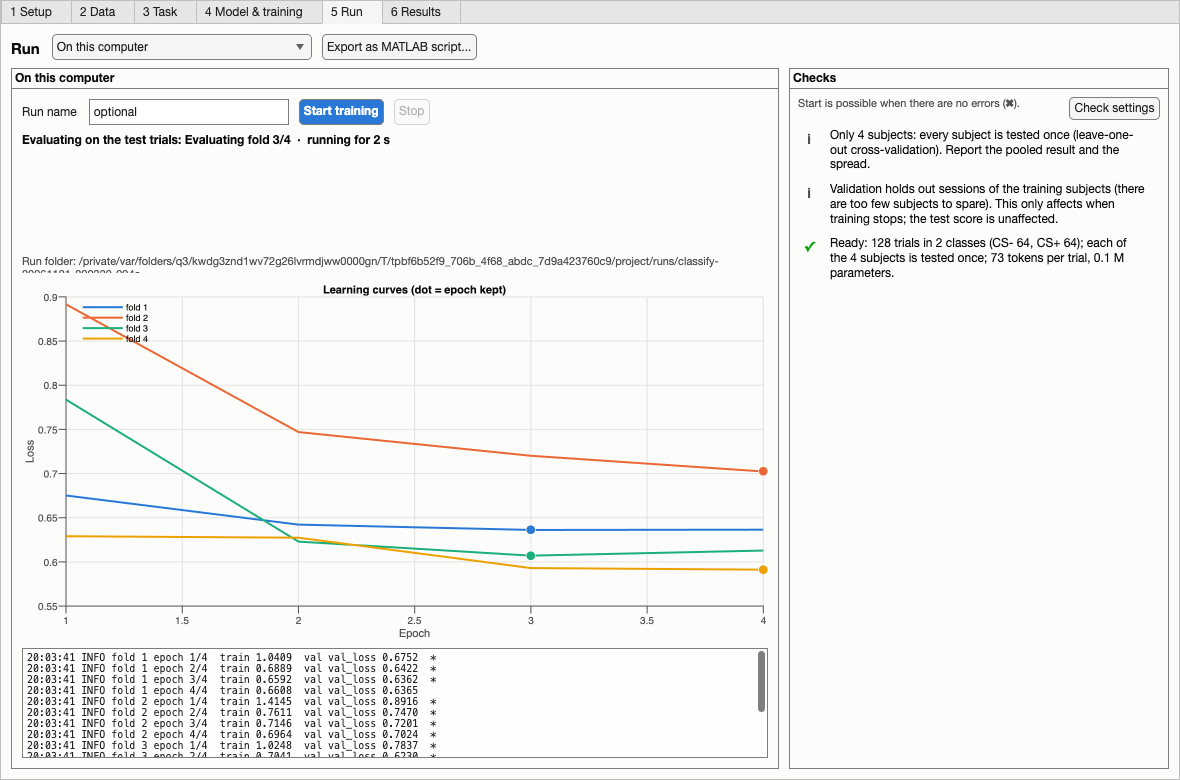 1 Setup
2 Data
3 Task
4 Model & training
5 Run
6 Results
Run
On this computer
Export as MATLAB script...
On this computer
Run name
optional
Start training
Stop
Evaluating on the test trials: Evaluating fold 3/4 · running for 2 s
Run folder: /private/var/folders/q3/kwdg3znd1wv72g26lvrmdjww0000gn/T/tpbf6b52f9_706b_4f68_abdc_7d9a423760c9/project/runs/classify-
Learning curves (dot = epoch kept)
fold 1
fold 2
fold 3
fold 4
0.9
0.85
0.8
0.75
0.7
0.65
0.6
0.55
Loss
1
1.5
2
2.5
3
3.5
4
Epoch
20:03:41 INFO fold 1 epoch 1/4  train 1.0409  val val_loss 0.6752  *
20:03:41 INFO fold 1 epoch 2/4  train 0.6889  val val_loss 0.6422  *
20:03:41 INFO fold 1 epoch 3/4  train 0.6592  val val_loss 0.6362  *
20:03:41 INFO fold 1 epoch 4/4  train 0.6608  val val_loss 0.6365
20:03:41 INFO fold 2 epoch 1/4  train 1.4145  val val_loss 0.8916  *
20:03:41 INFO fold 2 epoch 2/4  train 0.7611  val val_loss 0.7470  *
20:03:41 INFO fold 2 epoch 3/4  train 0.7146  val val_loss 0.7201  *
20:03:41 INFO fold 2 epoch 4/4  train 0.6964  val val_loss 0.7024  *
20:03:41 INFO fold 3 epoch 1/4  train 1.0248  val val_loss 0.7837  *
20:03:41 INFO fold 3 epoch 2/4  train 0.7041  val val_loss 0.6230  *
Checks
Start is possible when there are no errors (✖).
Check settings
i
Only 4 subjects: every subject is tested once (leave-one-
out cross-validation). Report the pooled result and the
spread.
i
Validation holds out sessions of the training subjects (there
are too few subjects to spare). This only affects when
training stops; the test score is unaffected.
✔
Ready: 128 trials in 2 classes (CS- 64, CS+ 64); each of
the 4 subjects is tested once; 73 tokens per trial, 0.1 M
parameters.